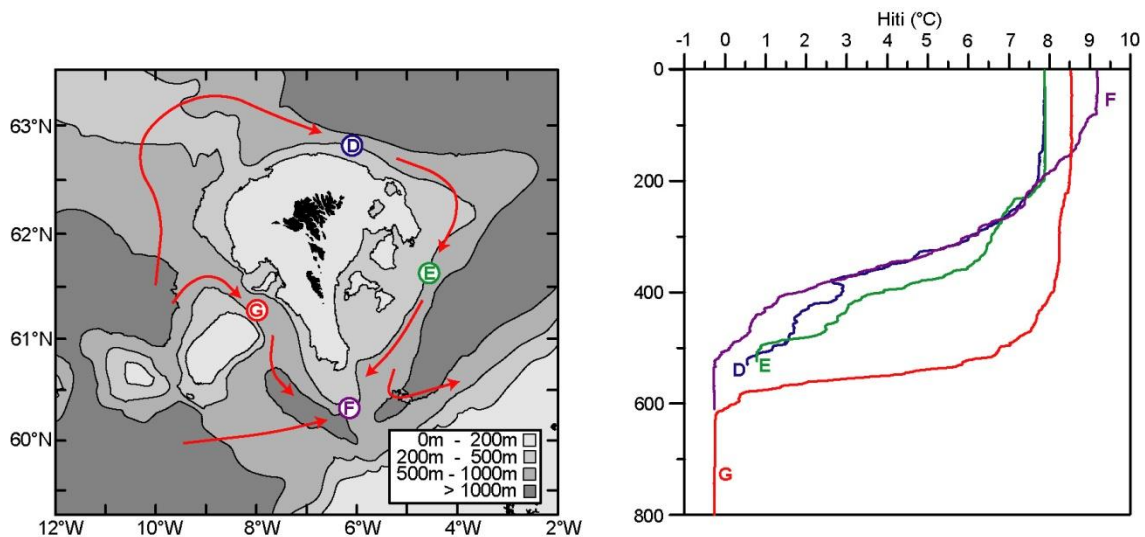 63°N
62°N
61°N
60°N
12°W 10°W 8°W 6°W 4°W 2°W
D
E
G
F
0m - 200m
200m - 500m
500m - 1000m
> 1000m
Hiti (°C)
-1 0 1 2 3 4 5 6 7 8 9 10
0
200
400
600
800
F
D
E
G